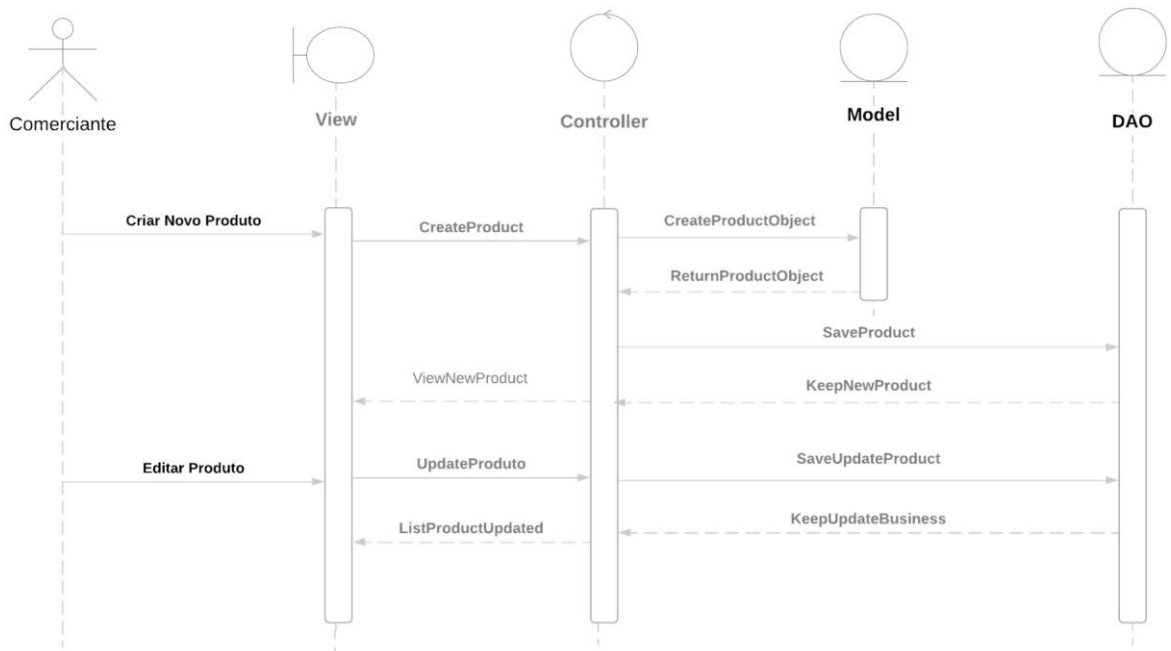 Comerciante
View
Controller
Model
DAO
Criar Novo Produto
CreateProduct
CreateProductObject
ReturnProductObject
SaveProduct
ViewNewProduct
KeepNewProduct
Editar Produto
UpdateProduto
SaveUpdateProduct
ListProductUpdated
KeepUpdateBusiness